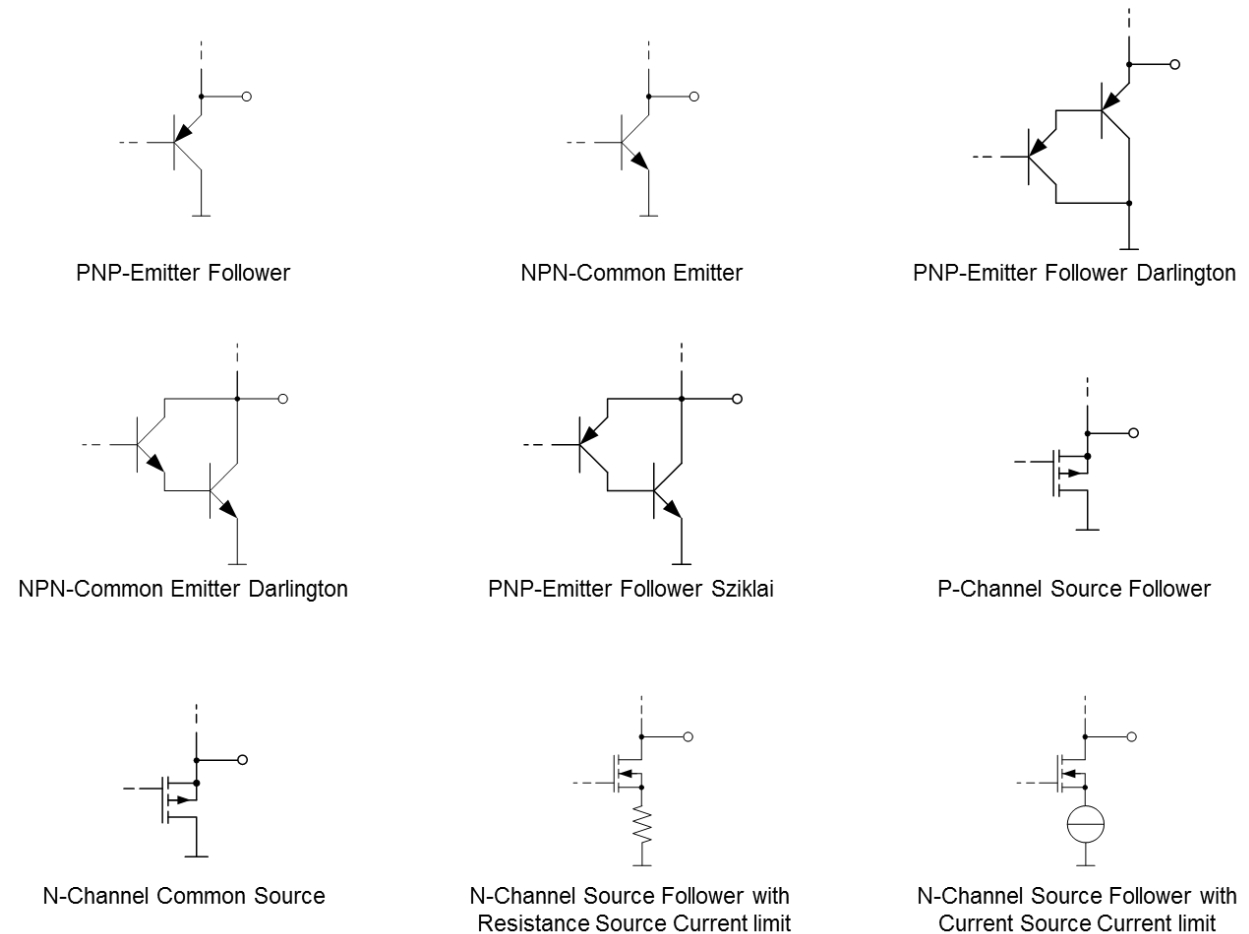 PNP-Emitter Follower
NPN-Common Emitter
PNP-Emitter Follower Darlington
NPN-Common Emitter Darlington
PNP-Emitter Follower Sziklai
P-Channel Source Follower
N-Channel Common Source
N-Channel Source Follower with
Resistance Source Current limit
N-Channel Source Follower with
Current Source Current limit